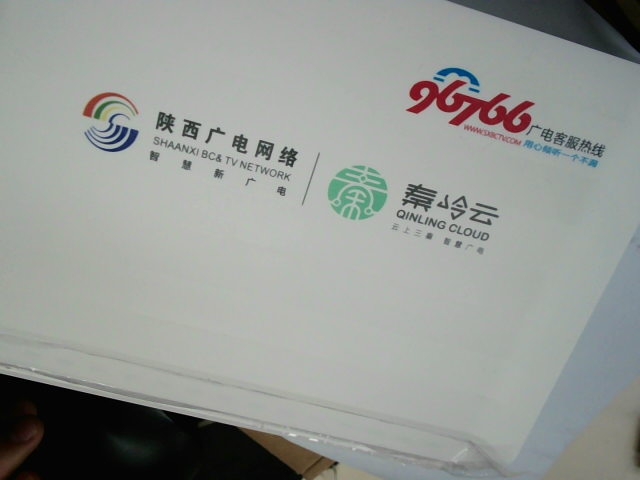 96766
广电客服热线
WWW.SXBCTV.COM
用心倾听一个不漏
陕西广电网络
SHAANXI BC& TV NETWORK
智慧新广电
秦岭云
QINLING CLOUD
云上三秦 智慧广电